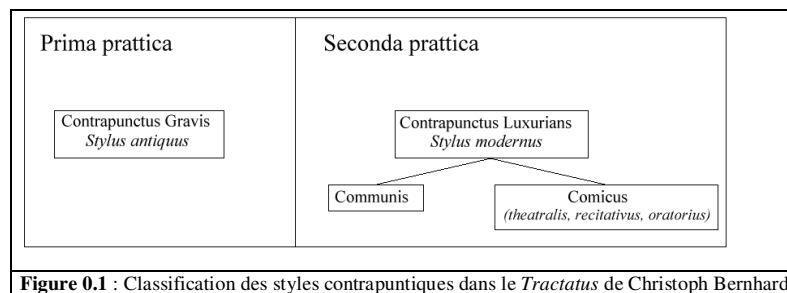 Prima prattica
Seconda prattica
Contrapunctus Gravis
Stylus antiquus
Contrapunctus Luxurians
Stylus modernus
Communis
Comicus
(theatralis, recitativus, oratorius)
Figure 0.1 : Classification des styles contrapuntiques dans le Tractatus de Christoph Bernhard